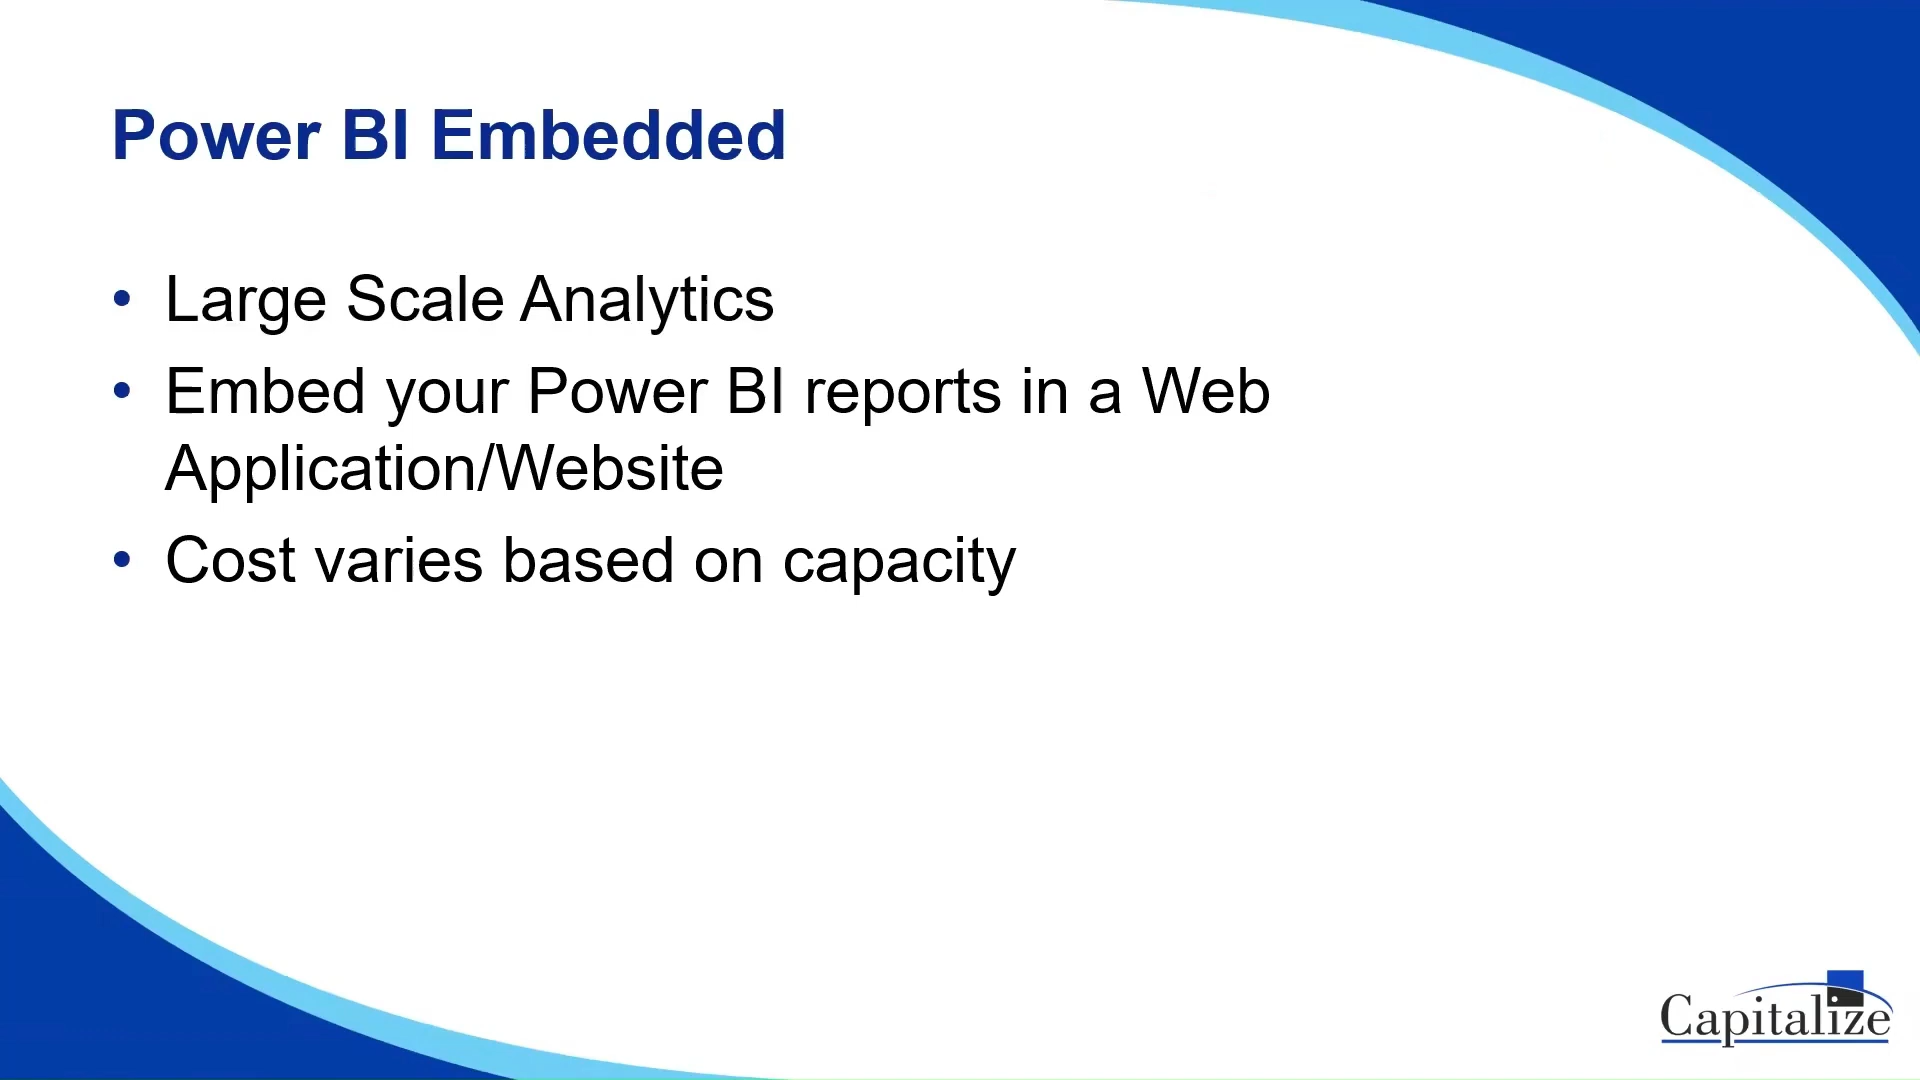 Power BI Embedded
• Large Scale Analytics
• Embed your Power BI reports in a Web
Application/Website
• Cost varies based on capacity
Capitalize